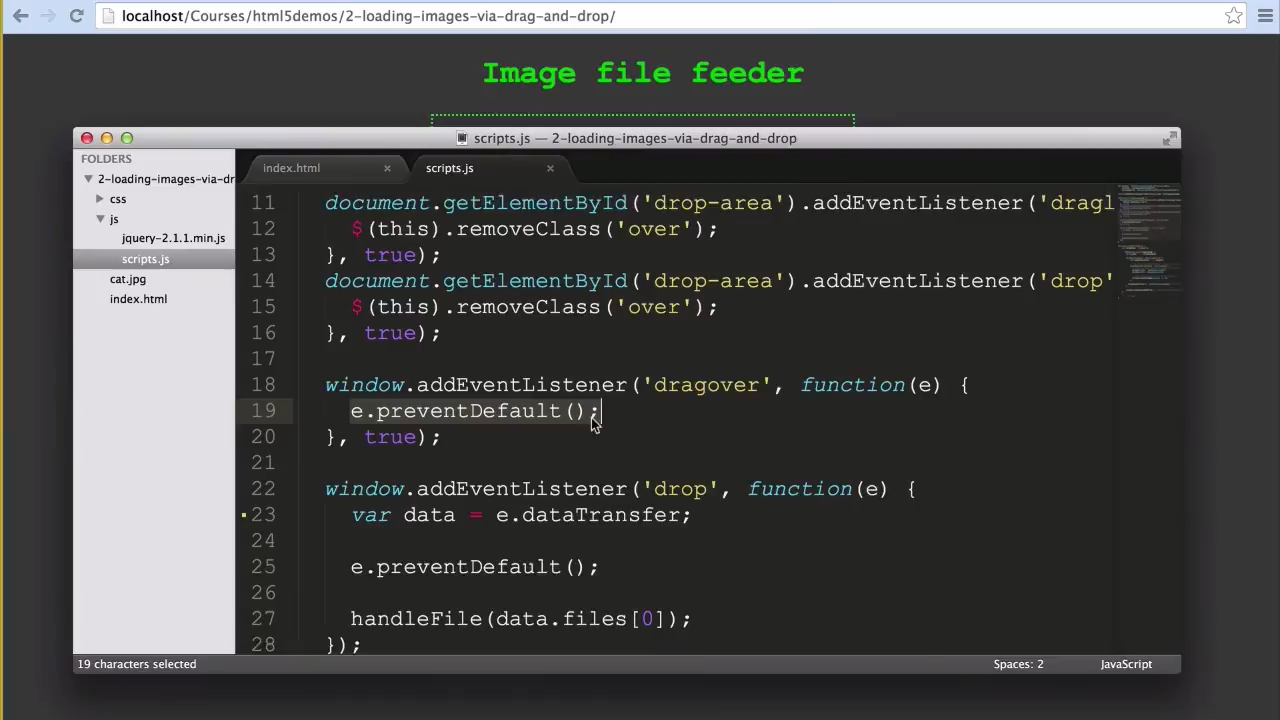 localhost/Courses/html5demos/2-loading-images-via-drag-and-drop/
Image file feeder
scripts.js — 2-loading-images-via-drag-and-drop
FOLDERS
2-loading-images-via-dr
css
js
jquery-2.1.1.min.js
scripts.js
cat.jpg
index.html
index.html ×
scripts.js ×
11 document.getElementById('drop-area').addEventListener('dragl
12 $(this).removeClass('over');
13 }, true);
14 document.getElementById('drop-area').addEventListener('drop'
15 $(this).removeClass('over');
16 }, true);
17
18 window.addEventListener('dragover', function(e) {
19 e.preventDefault();
20 }, true);
21
22 window.addEventListener('drop', function(e) {
23 var data = e.dataTransfer;
24
25 e.preventDefault();
26
27 handleFile(data.files[0]);
28 });
19 characters selected
Spaces: 2
JavaScript